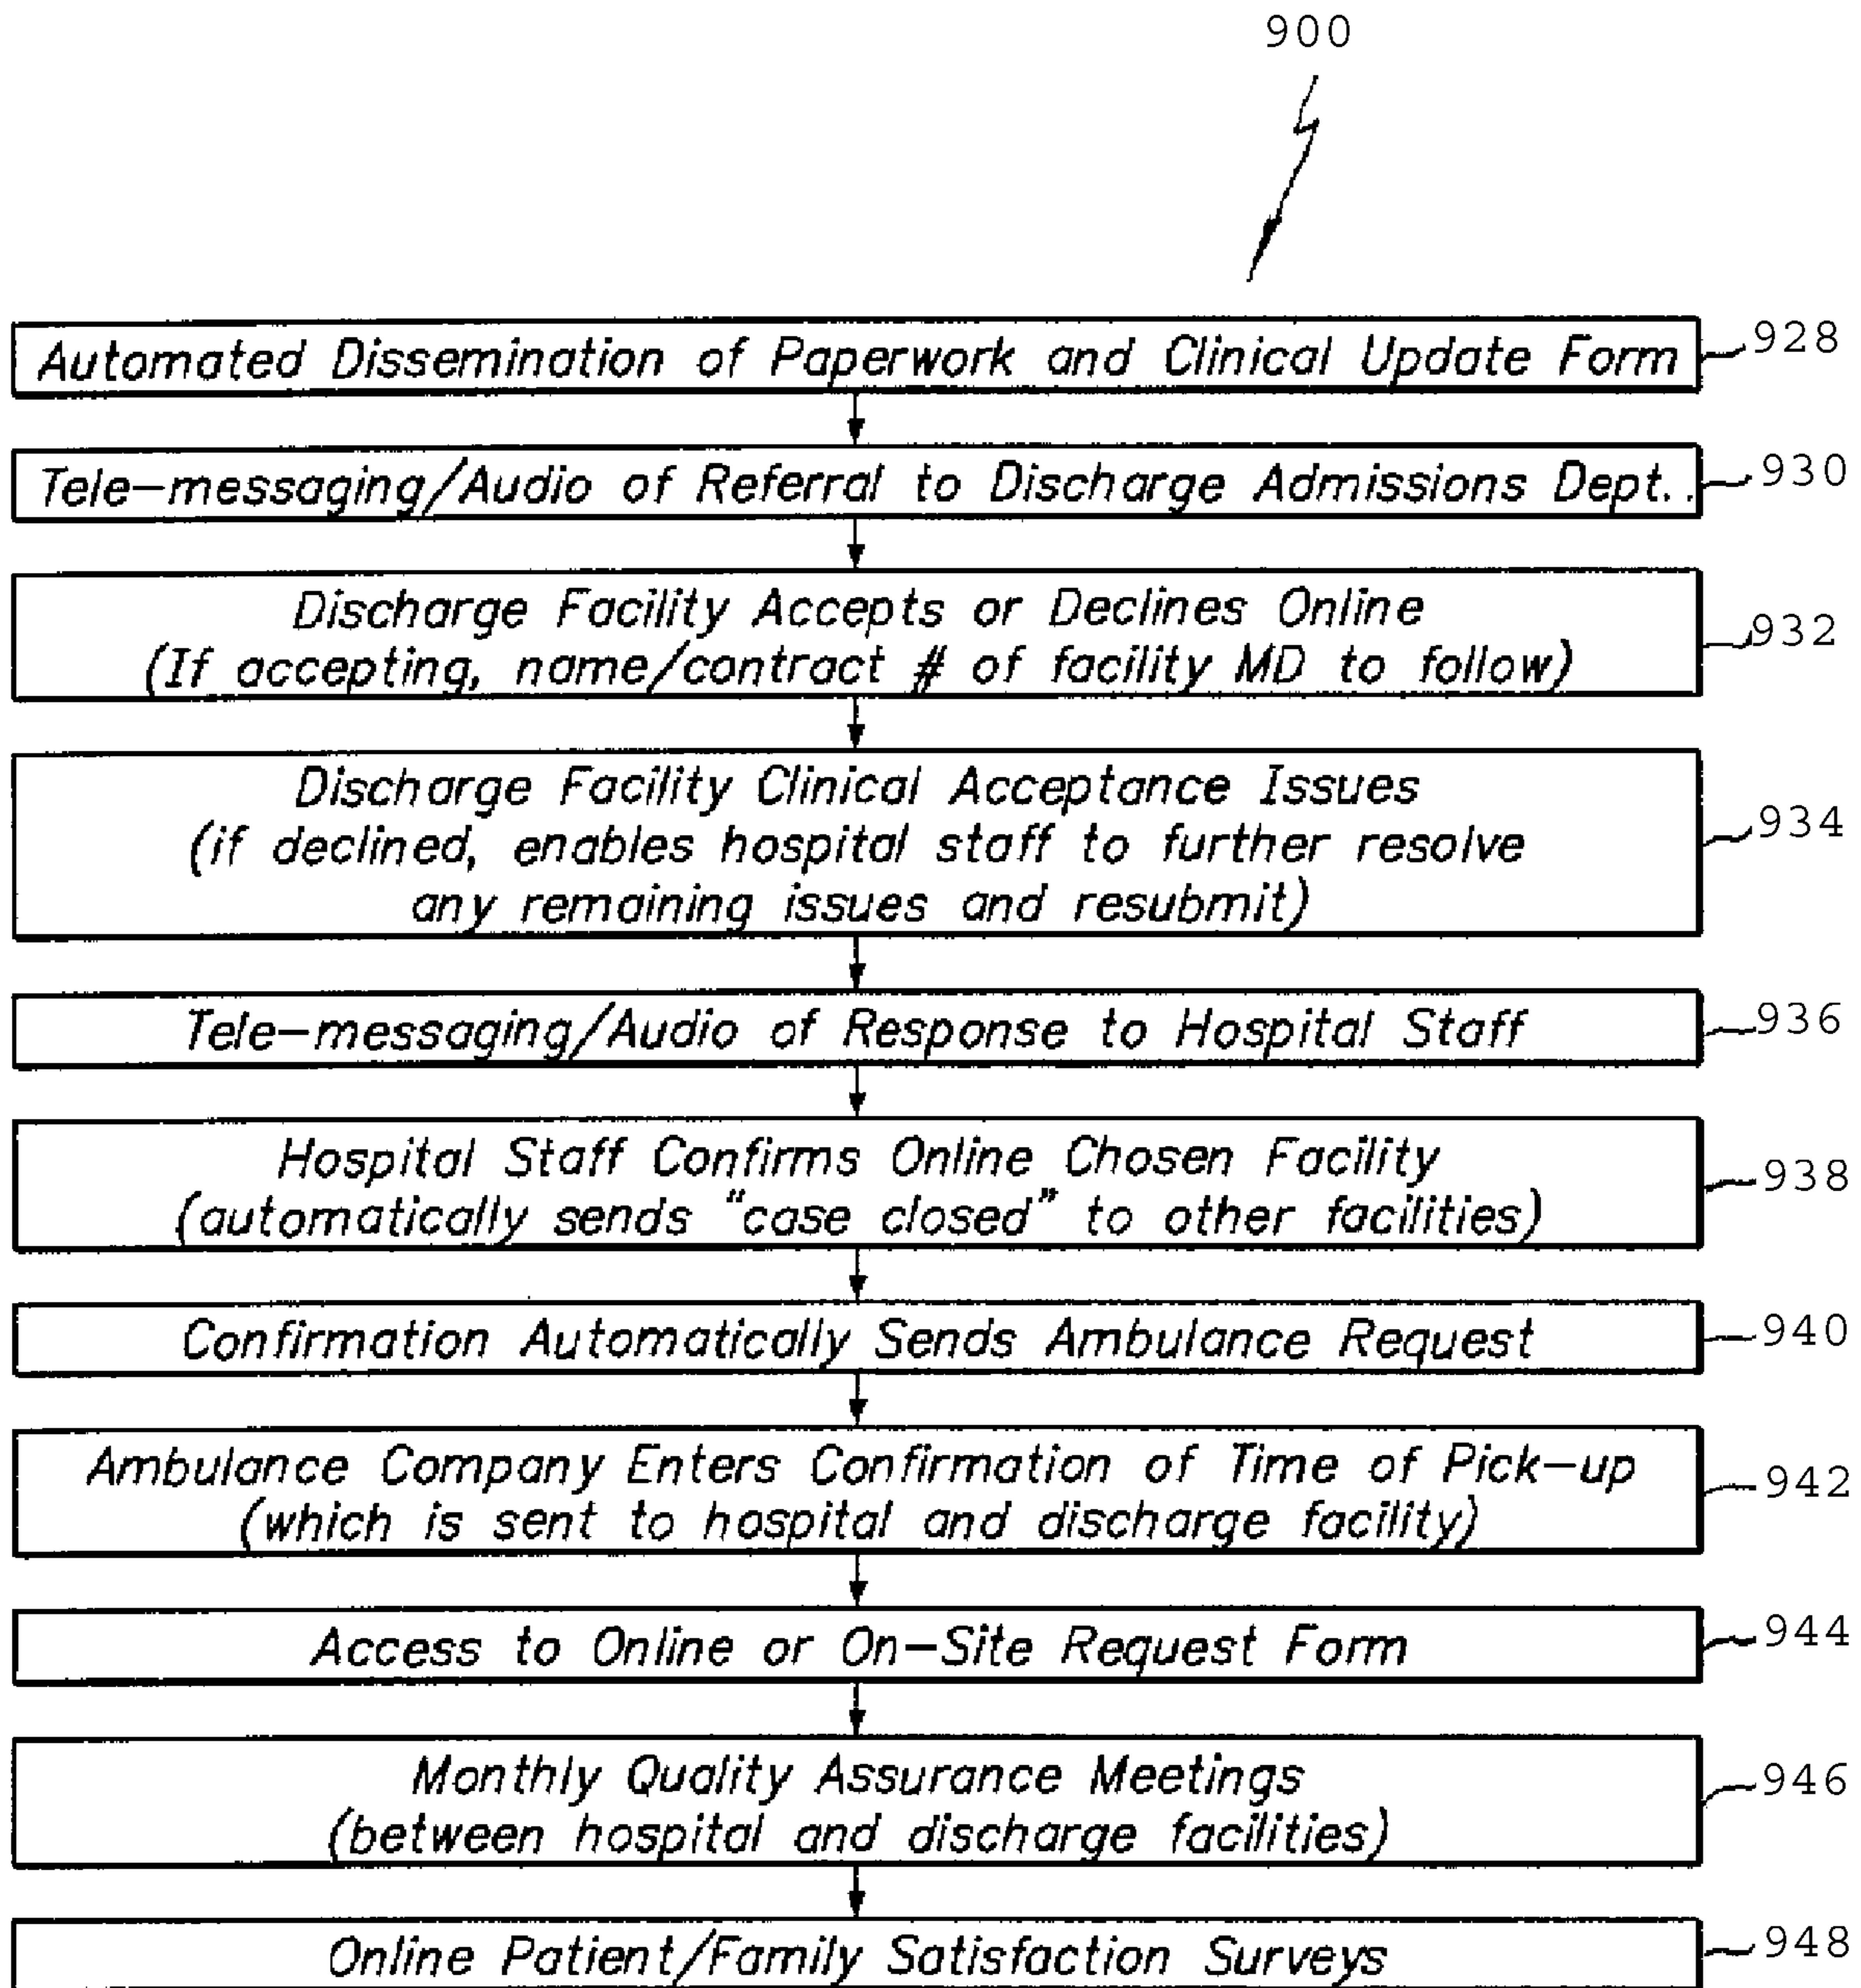 900
Automated Dissemination of Paperwork and Clinical Update Form 928
Tele-messaging/Audio of Referral to Discharge Admissions Dept.. 930
Discharge Facility Accepts or Declines Online
(If accepting, name/contract # of facility MD to follow) 932
Discharge Facility Clinical Acceptance Issues
(if declined, enables hospital staff to further resolve 934
any remaining issues and resubmit)
Tele-messaging/Audio of Response to Hospital Staff 936
Hospital Staff Confirms Online Chosen Facility
(automatically sends "case closed" to other facilities) 938
Confirmation Automatically Sends Ambulance Request 940
Ambulance Company Enters Confirmation of Time of Pick-up
(which is sent to hospital and discharge facility) 942
Access to Online or On-Site Request Form 944
Monthly Quality Assurance Meetings
(between hospital and discharge facilities) 946
Online Patient/Family Satisfaction Surveys 948